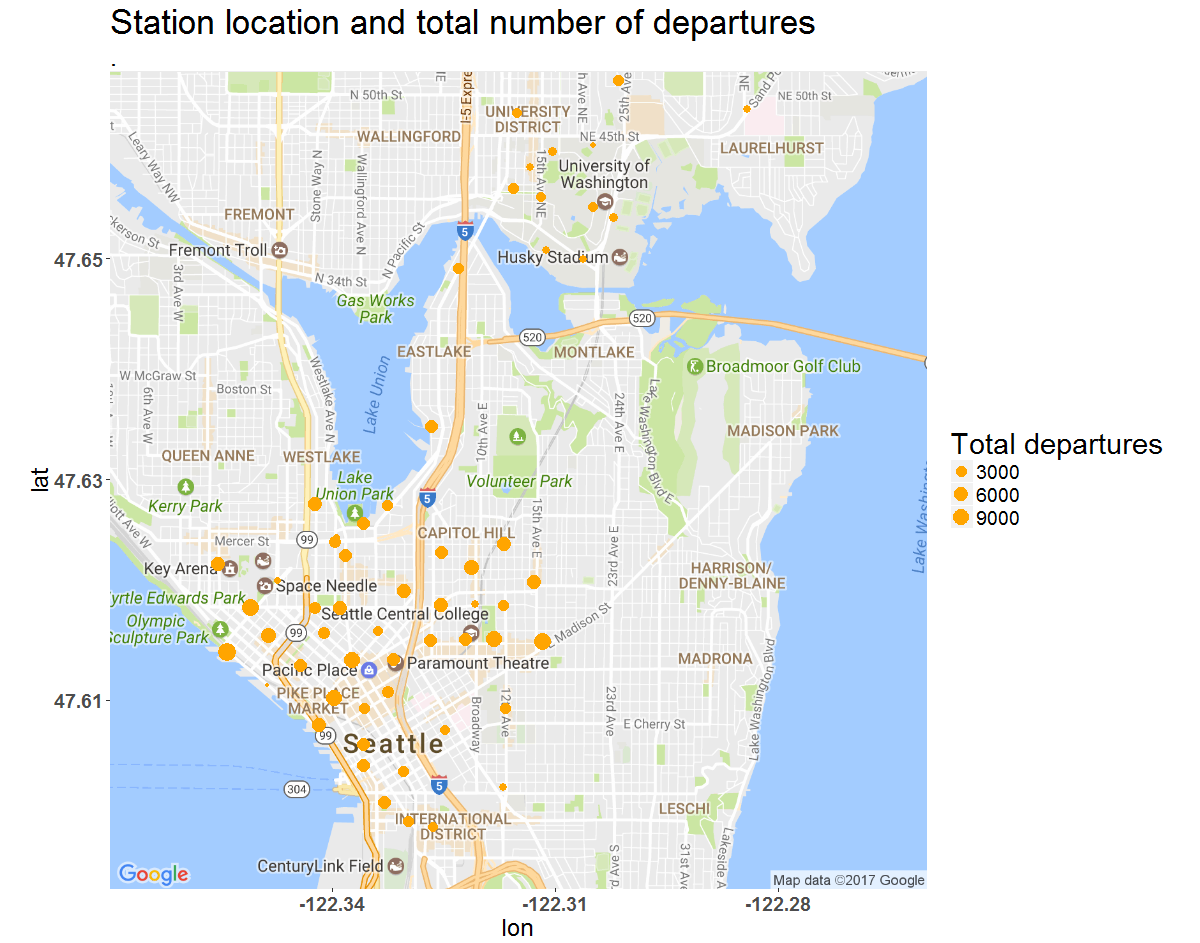 Station location and total number of departures
.
N 50th St
I-5 Expre
UNIVERSITY
DISTRICT
25th Ave
NE
Sand Po
NE 50th St
WALLINGFORD
NE 45th St
LAURELHURST
Leary Way NW
Stone Way N
Wallingford Ave N
15th Ave NE
University of
Washington
FREMONT
ckerson St
Fremont Troll
N Pacific St
5
Husky Stadium
47.65
3rd Ave W
N 34th St
Gas Works
Park
520
520
EASTLAKE
MONTLAKE
Broadmoor Golf Club
W McGraw St
Boston St
6th Ave W
Westlake Ave N
Lake Union
10th Ave E
24th Ave E
Lake Washington Blvd E
MADISON PARK
QUEEN ANNE
WESTLAKE
Total departures
3000
6000
9000
lat
47.63
Kerry Park
Lake
Union Park
5
Volunteer Park
lliott Ave W
Mercer St
99
CAPITOL HILL
15th Ave E
23rd Ave E
Lake Washington
Key Arena
HARRISON/
DENNY-BLAINE
Space Needle
yrtle Edwards Park
Olympic
Sculpture Park
99
Seattle Central College
E Madison St
Pacific Place
Paramount Theatre
MADRONA
47.61
PIKE PLACE
MARKET
Broadway
12th Ave
23rd Ave
E Cherry St
Lake Washington Blvd
99
Seattle
304
5
INTERNATIONAL
DISTRICT
LESCHI
CenturyLink Field
31st Ave
Lakeside A
Google
Map data ©2017 Google
-122.34
-122.31
-122.28
lon